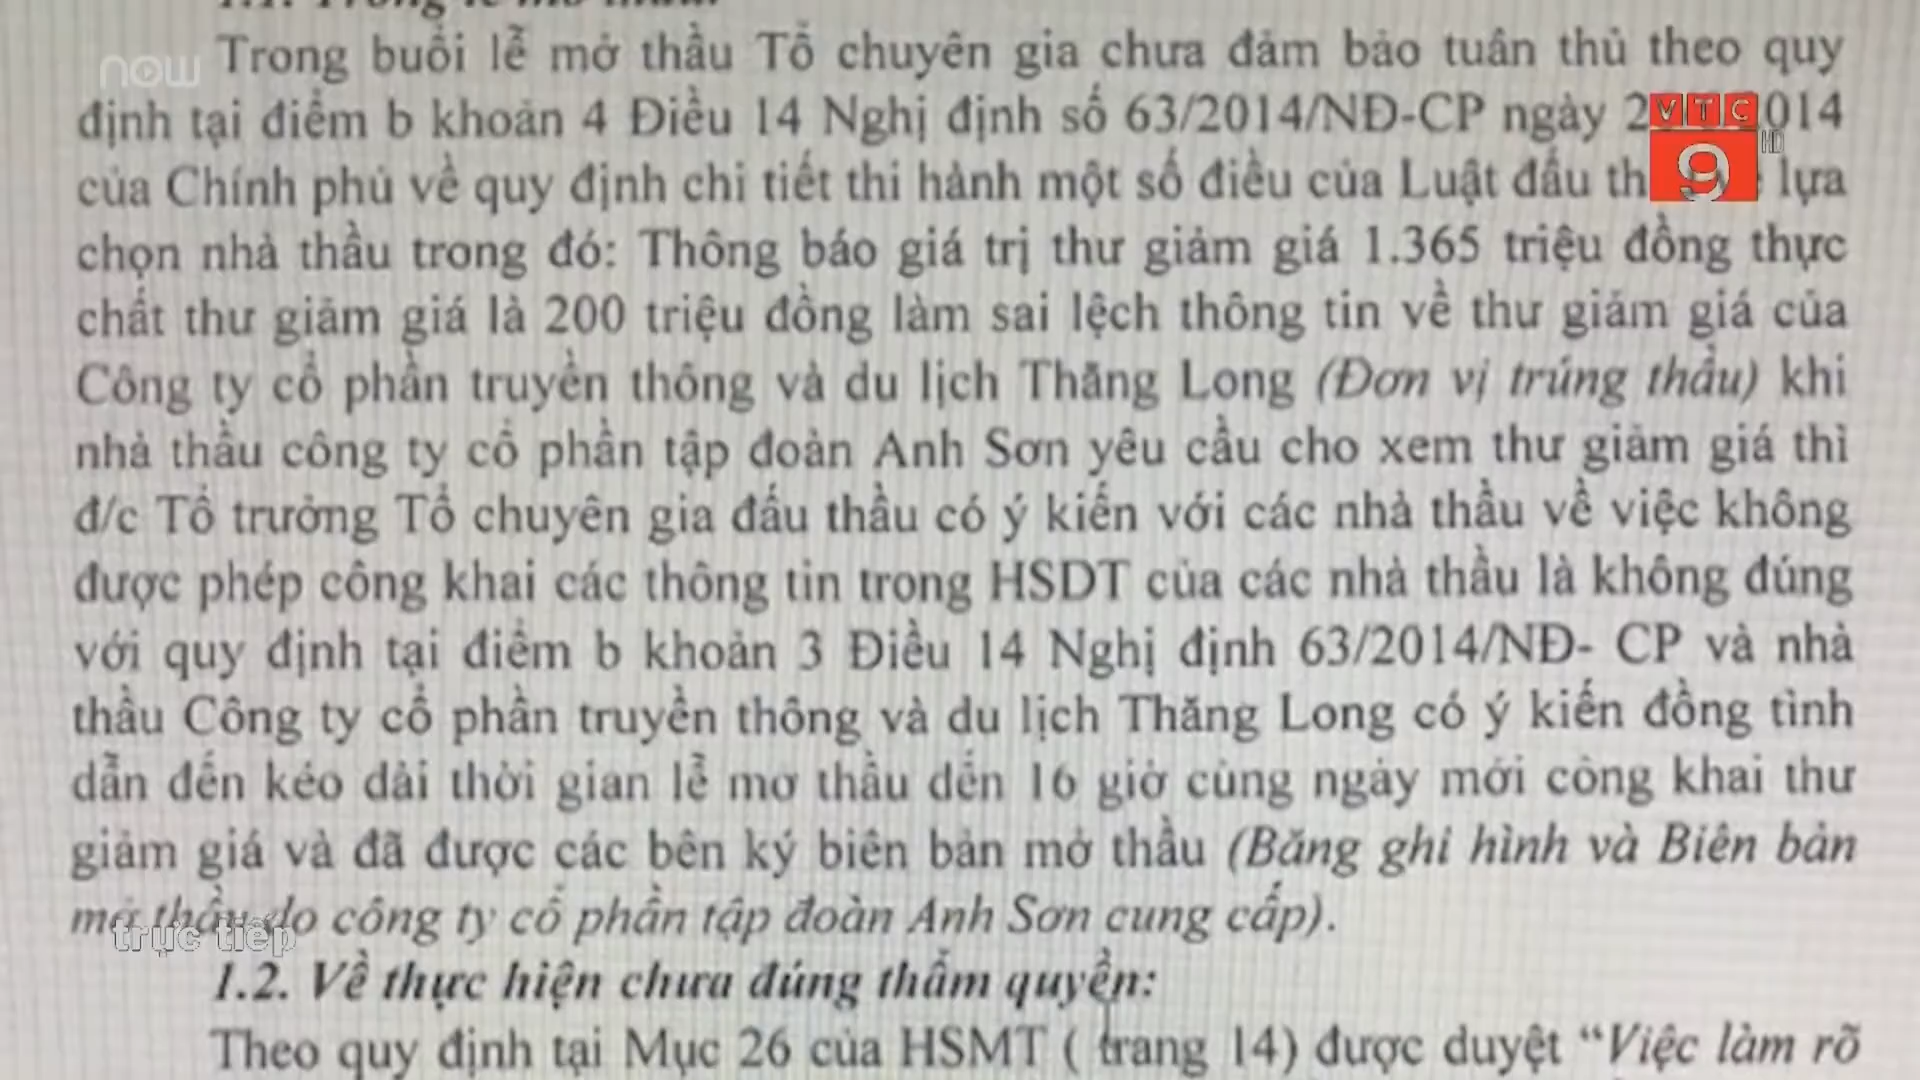 Trong buổi lễ mở thầu Tổ chuyên gia chưa đảm bảo tuân thủ theo quy
now
định tại điểm b khoản 4 Điều 14 Nghị định số 63/2014/NĐ-CP ngày 2 2014
VTC
HD
9
của Chính phủ về quy định chi tiết thi hành một số điều của Luật đấu lựa
chọn nhà thầu trong đó: Thông báo giá trị thư giảm giá 1.365 triệu đồng thực
chất thư giảm giá là 200 triệu đồng làm sai lệch thông tin về thư giảm giá của
Công ty cổ phần truyền thông và du lịch Thăng Long (Đơn vị trúng thầu) khi
nhà thầu công ty cổ phần tập đoàn Anh Sơn yêu cầu cho xem thư giảm giá thì
đ/c Tổ trưởng Tổ chuyên gia đấu thầu có ý kiến với các nhà thầu về việc không
được phép công khai các thông tin trong HSDT của các nhà thầu là không đúng
với quy định tại điểm b khoản 3 Điều 14 Nghị định 63/2014/NĐ- CP và nhà
thầu Công ty cổ phần truyền thông và du lịch Thăng Long có ý kiến đồng tình
dẫn đến kéo dài thời gian lễ mơ thầu đến 16 giờ cùng ngày mới công khai thư
giảm giá và đã được các bên ký biên bản mở thầu (Băng ghi hình và Biên bản
mở thầu do công ty cổ phần tập đoàn Anh Sơn cung cấp).
trực tiếp
1.2. Về thực hiện chưa đúng thẩm quyền:
Theo quy định tại Mục 26 của HSMT ( trang 14) được duyệt “Việc làm rõ